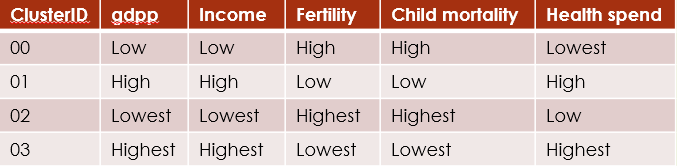 ClusterID gdpp Income Fertility Child mortality Health spend
00 Low Low High High Lowest
01 High High Low Low High
02 Lowest Lowest Highest Highest Low
03 Highest Highest Lowest Lowest Highest